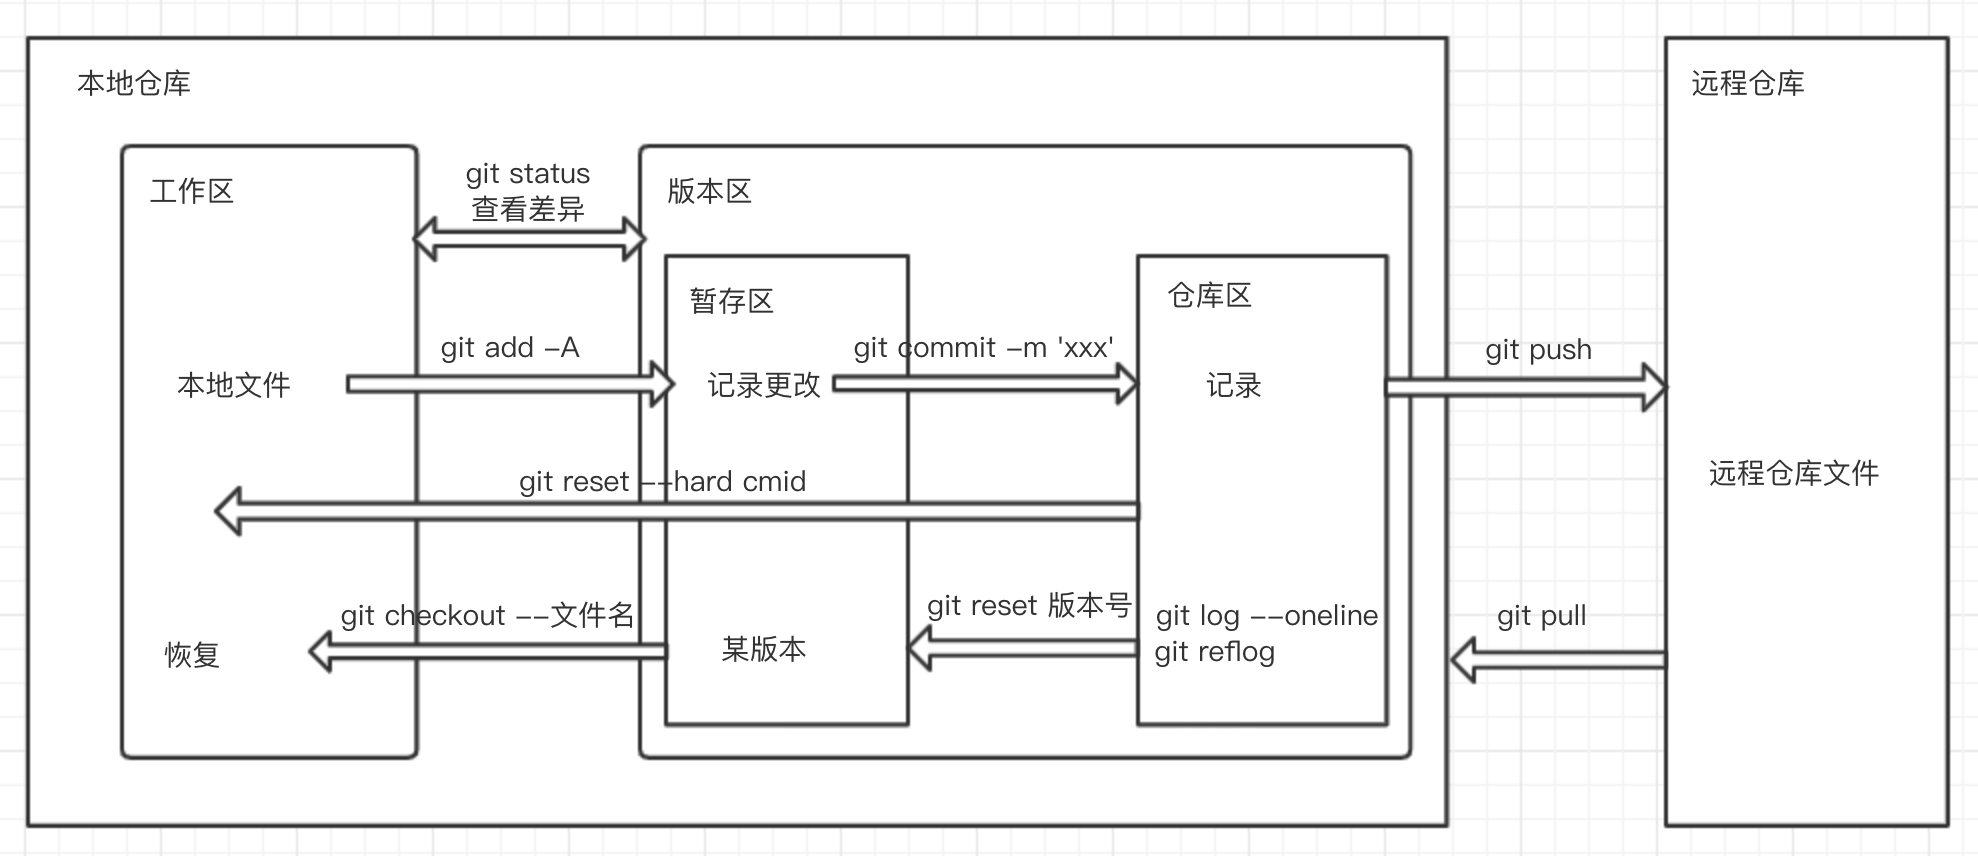 本地仓库
远程仓库
工作区
git status
查看差异
版本区
暂存区
仓库区
git add -A
git commit -m 'xxx'
git push
本地文件
记录更改
记录
远程仓库文件
git reset --hard cmid
git checkout --文件名
git reset 版本号
git log --oneline
git reflog
git pull
恢复
某版本